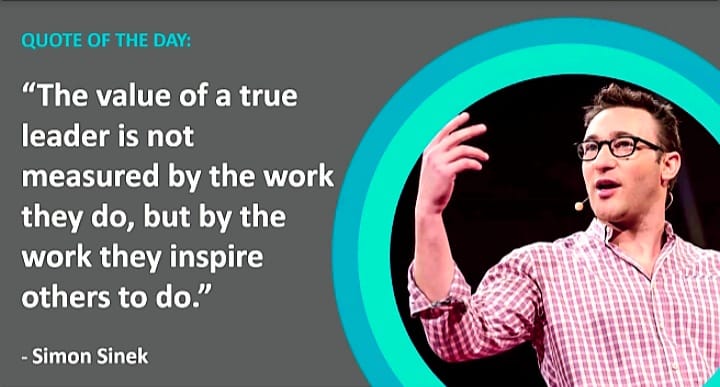 QUOTE OF THE DAY:
“The value of a true
leader is not
measured by the work
they do, but by the
work they inspire
others to do.”
- Simon Sinek